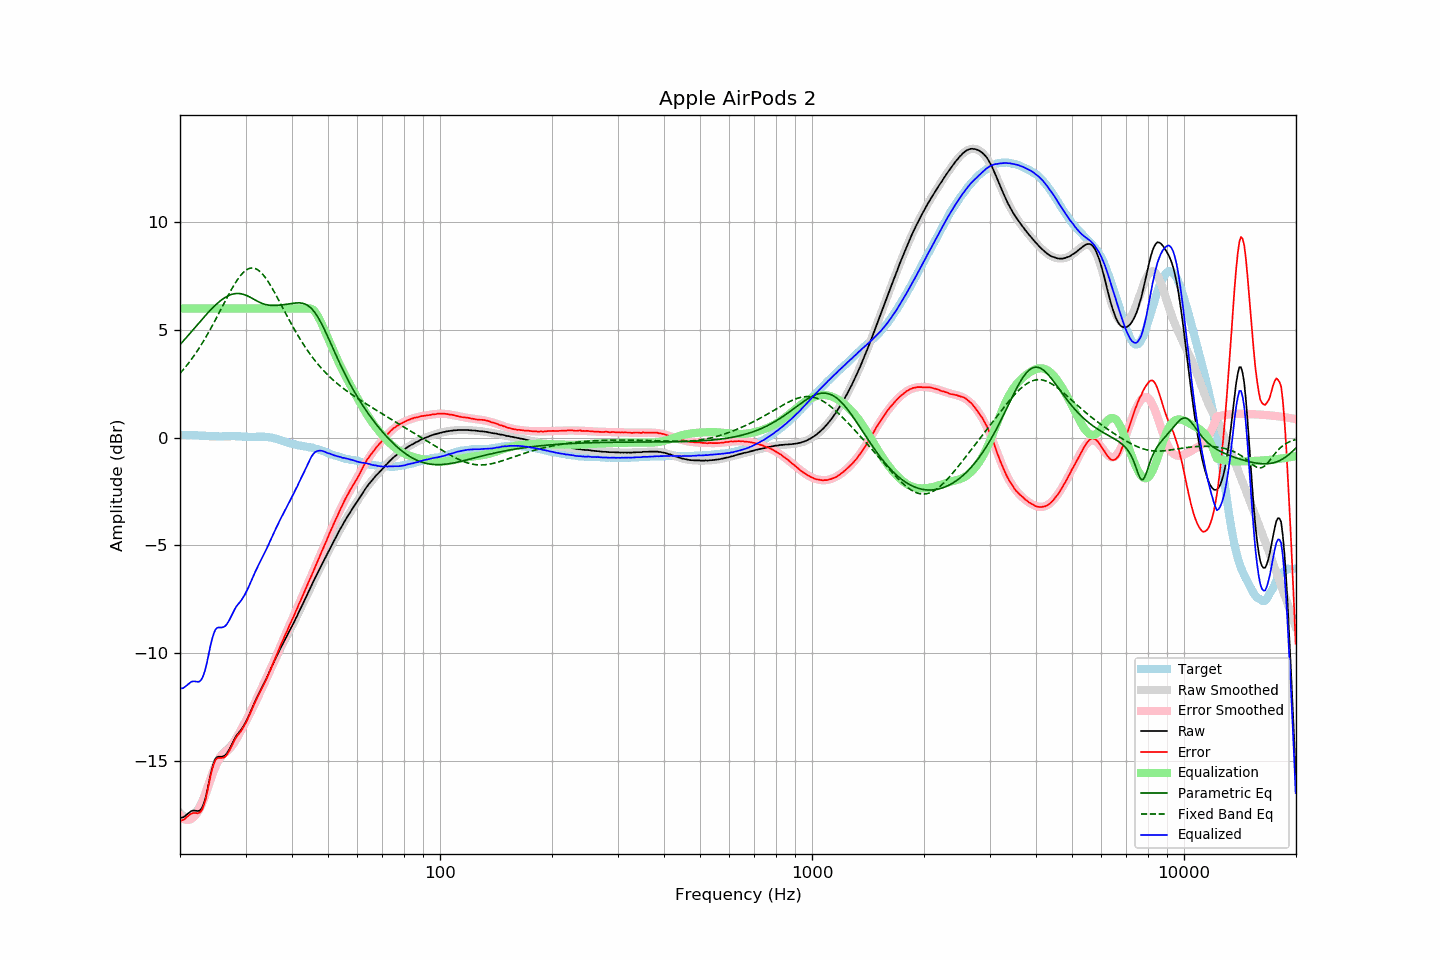 Apple AirPods 2
Amplitude (dBr)
10
5
0
−5
−10
−15
100
1000
10000
Frequency (Hz)
Target
Raw Smoothed
Error Smoothed
Raw
Error
Equalization
Parametric Eq
Fixed Band Eq
Equalized